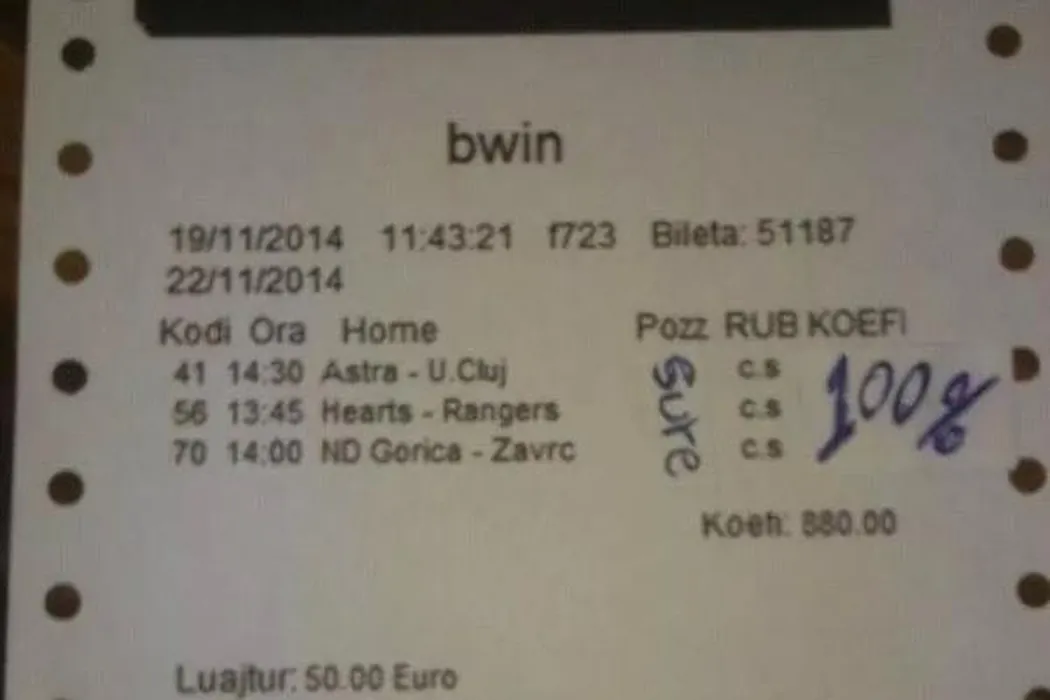 bwin
19/11/2014 11:43:21 f723 Bileta: 51187
22/11/2014
Kodi Ora Home Pozz RUB KOEFI
41 14:30 Astra - U.Cluj c.s
56 13:45 Hearts - Rangers c.s
70 14:00 ND Gorica - Zavrc c.s
Sure
100%
Koefi: 880.00
Luajtur: 50.00 Euro